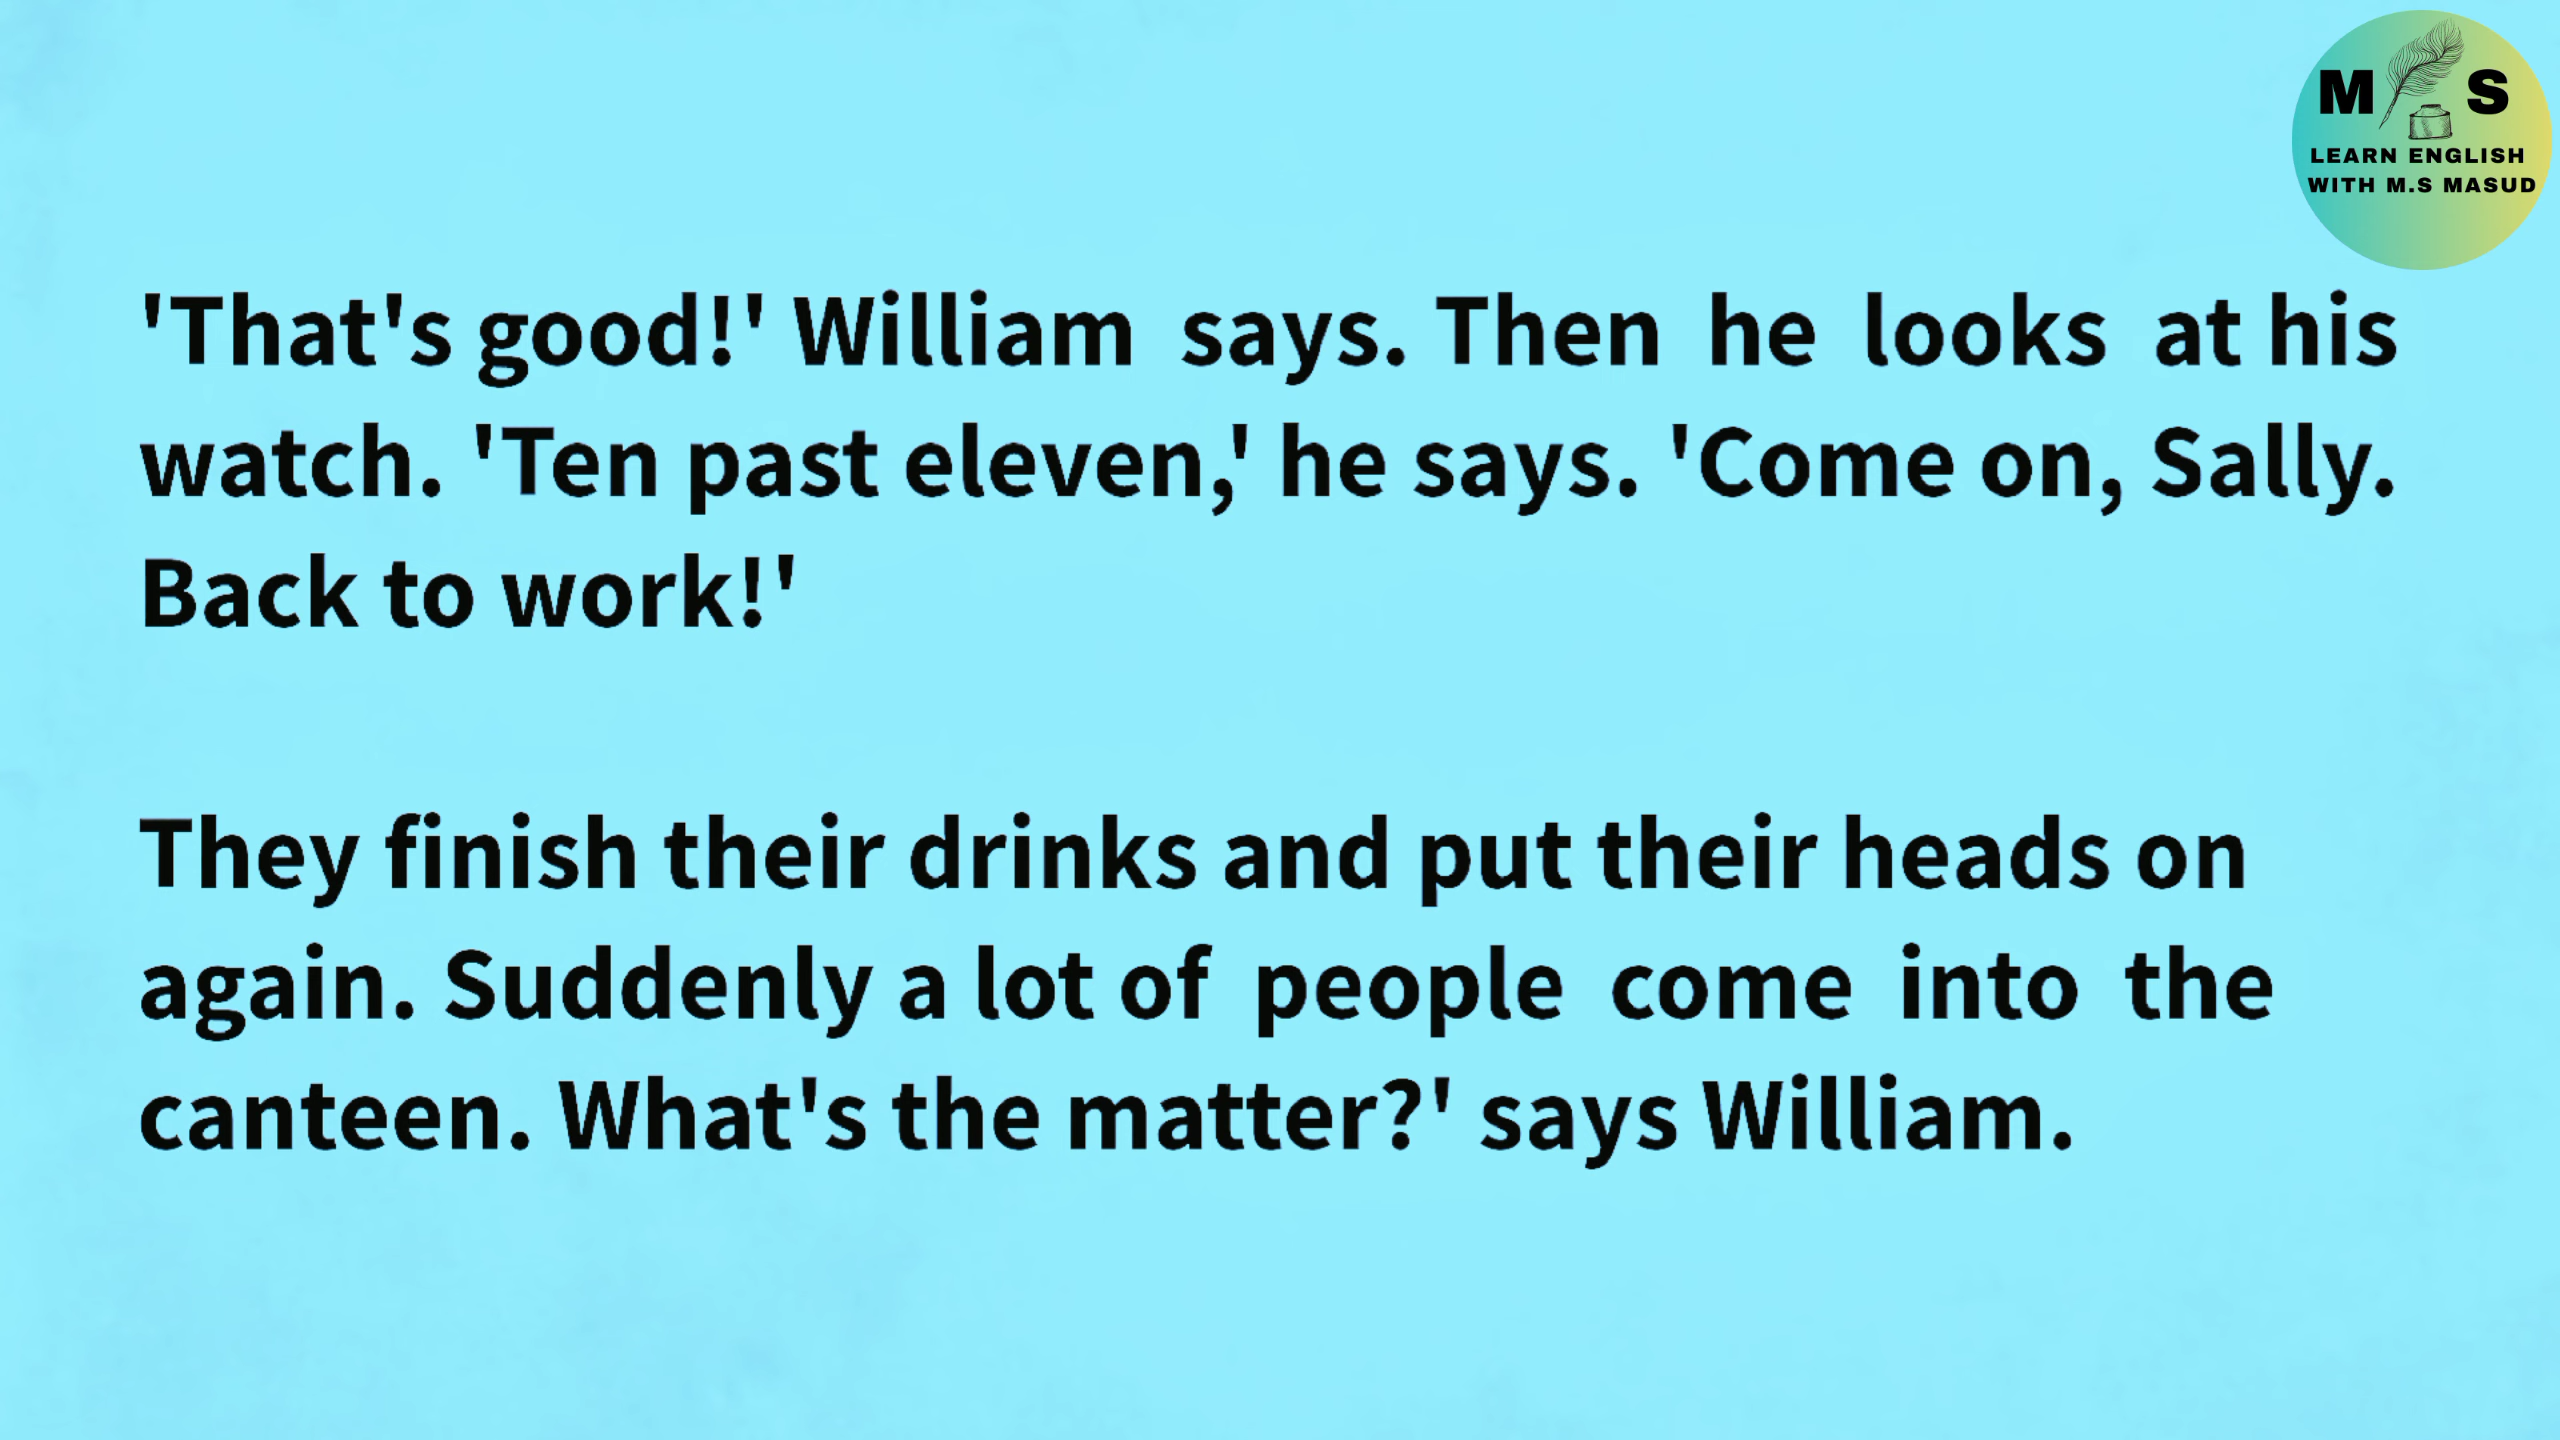 M S
LEARN ENGLISH
WITH M.S MASUD
'That's good!' William says. Then he looks at his
watch. 'Ten past eleven,' he says. 'Come on, Sally.
Back to work!'
They finish their drinks and put their heads on
again. Suddenly a lot of people come into the
canteen. What's the matter?' says William.